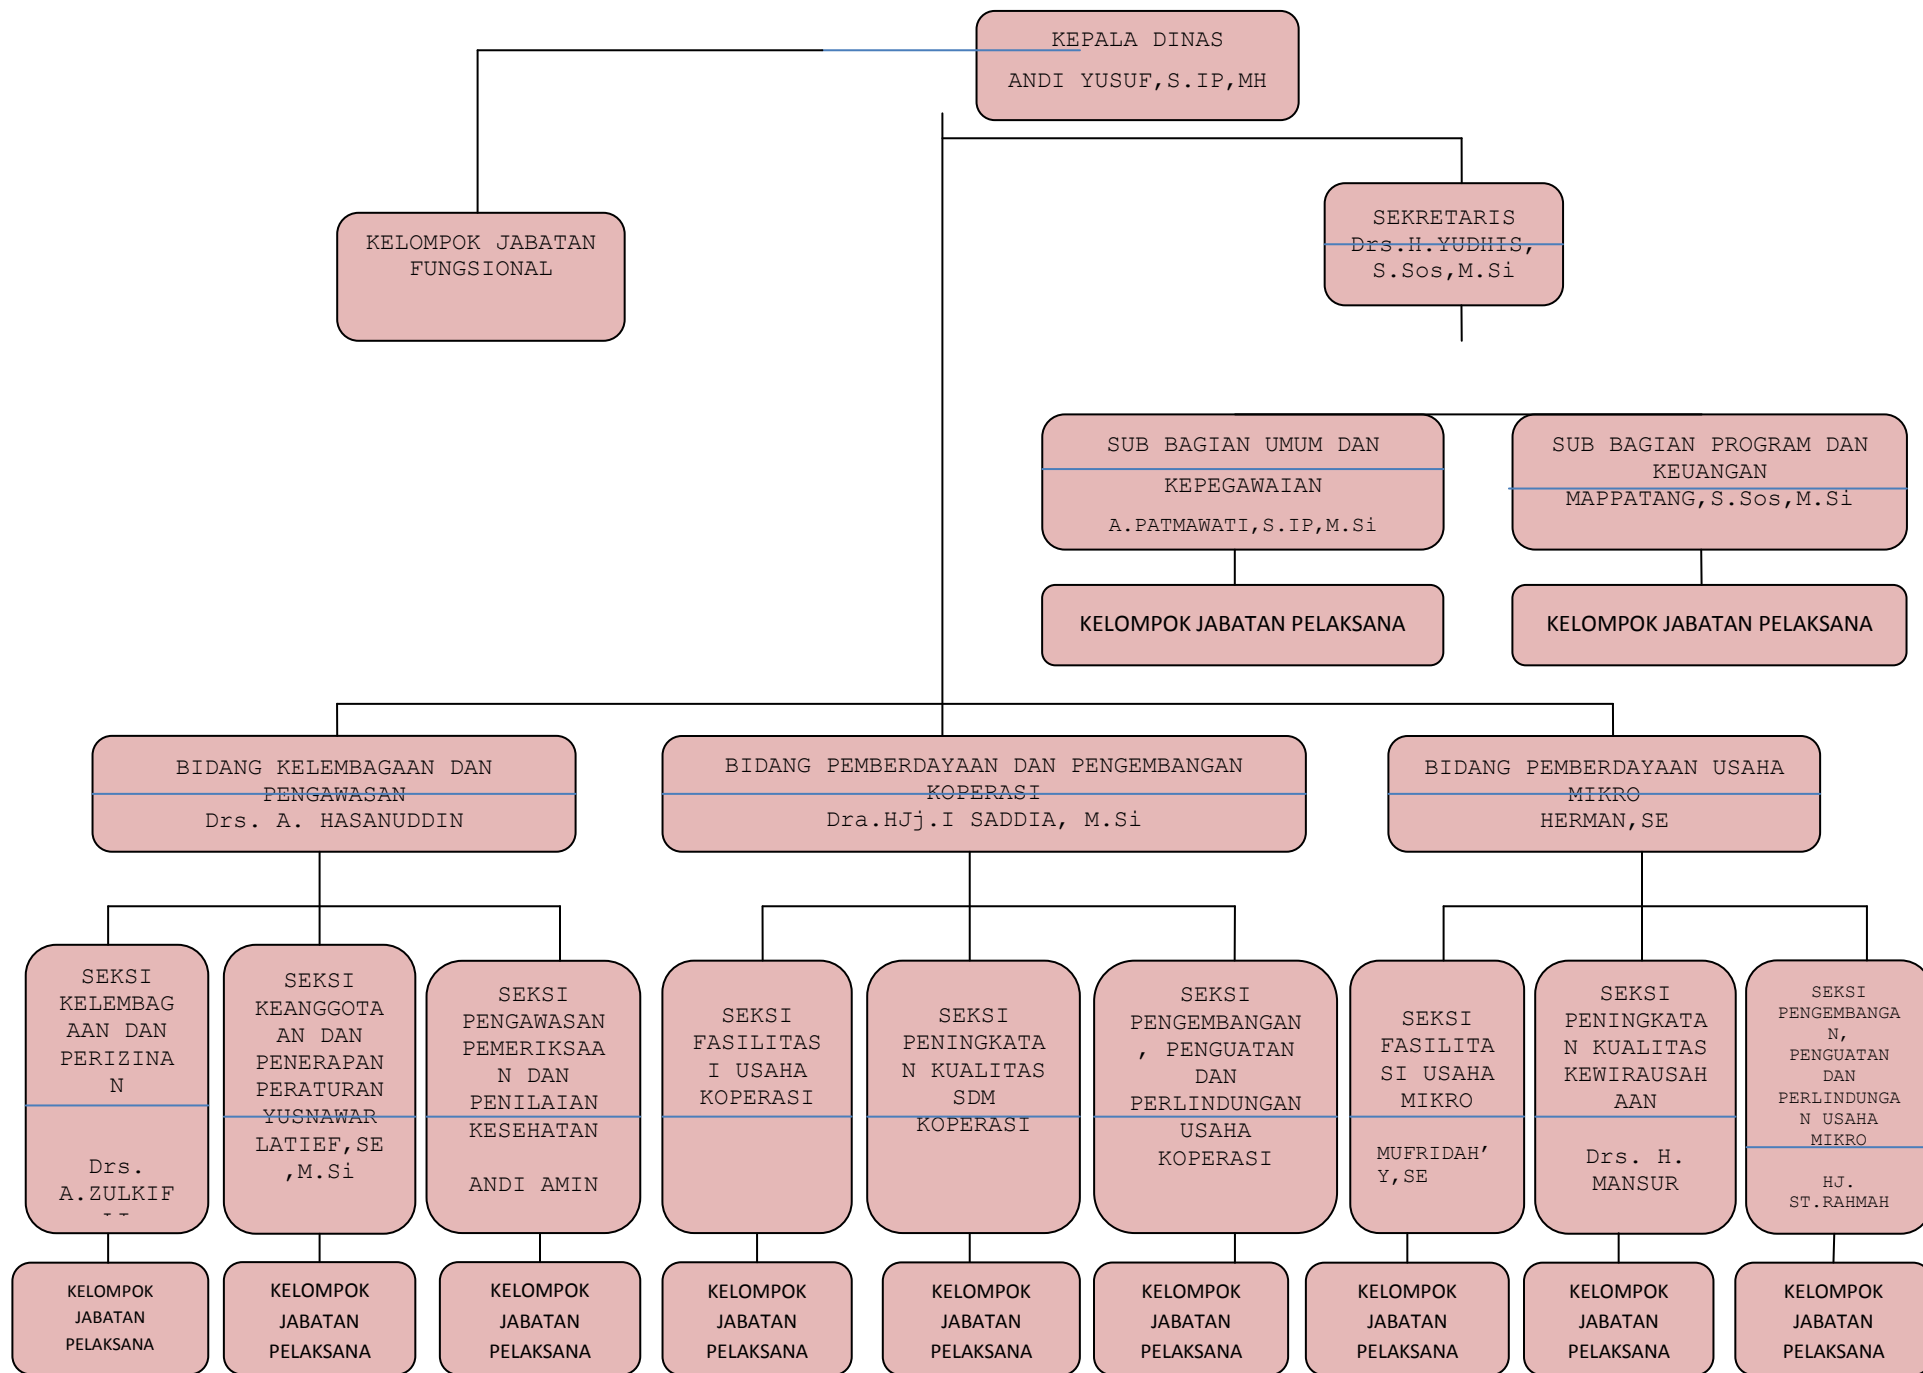 KEPALA DINAS
ANDI YUSUF,S.IP,MH
KELOMPOK JABATAN
FUNGSIONAL
SEKRETARIS
Drs.H.YUDHIS,
S.Sos,M.Si
SUB BAGIAN UMUM DAN
KEPEGAWAIAN
A.PATMAWATI,S.IP,M.Si
SUB BAGIAN PROGRAM DAN
KEUANGAN
MAPPATANG,S.Sos,M.Si
KELOMPOK JABATAN PELAKSANA
KELOMPOK JABATAN PELAKSANA
BIDANG KELEMBAGAAN DAN
PENGAWASAN
Drs. A. HASANUDDIN
BIDANG PEMBERDAYAAN DAN PENGEMBANGAN
KOPERASI
Dra.HJj.I SADDIA, M.Si
BIDANG PEMBERDAYAAN USAHA
MIKRO
HERMAN,SE
SEKSI
KELEMBAG
AAN DAN
PERIZINA
N
Drs.
A.ZULKIF
SEKSI
KEANGGOTA
AN DAN
PENERAPAN
PERATURAN
YUSNAWAR
LATIEF,SE
,M.Si
SEKSI
PENGAWASAN
PEMERIKSAA
N DAN
PENILAIAN
KESEHATAN
ANDI AMIN
SEKSI
FASILITAS
I USAHA
KOPERASI
SEKSI
PENINGKATA
N KUALITAS
SDM
KOPERASI
SEKSI
PENGEMBANGAN
, PENGUATAN
DAN
PERLINDUNGAN
USAHA
KOPERASI
SEKSI
FASILITA
SI USAHA
MIKRO
MUFRIDAH’
Y,SE
SEKSI
PENINGKATA
N KUALITAS
KEWIRAUSAH
AAN
Drs. H.
MANSUR
SEKSI
PENGEMBANGA
N,
PENGUATAN
DAN
PERLINDUNGA
N USAHA
MIKRO
HJ.
ST.RAHMAH
KELOMPOK
JABATAN
PELAKSANA
KELOMPOK
JABATAN
PELAKSANA
KELOMPOK
JABATAN
PELAKSANA
KELOMPOK
JABATAN
PELAKSANA
KELOMPOK
JABATAN
PELAKSANA
KELOMPOK
JABATAN
PELAKSANA
KELOMPOK
JABATAN
PELAKSANA
KELOMPOK
JABATAN
PELAKSANA
KELOMPOK
JABATAN
PELAKSANA